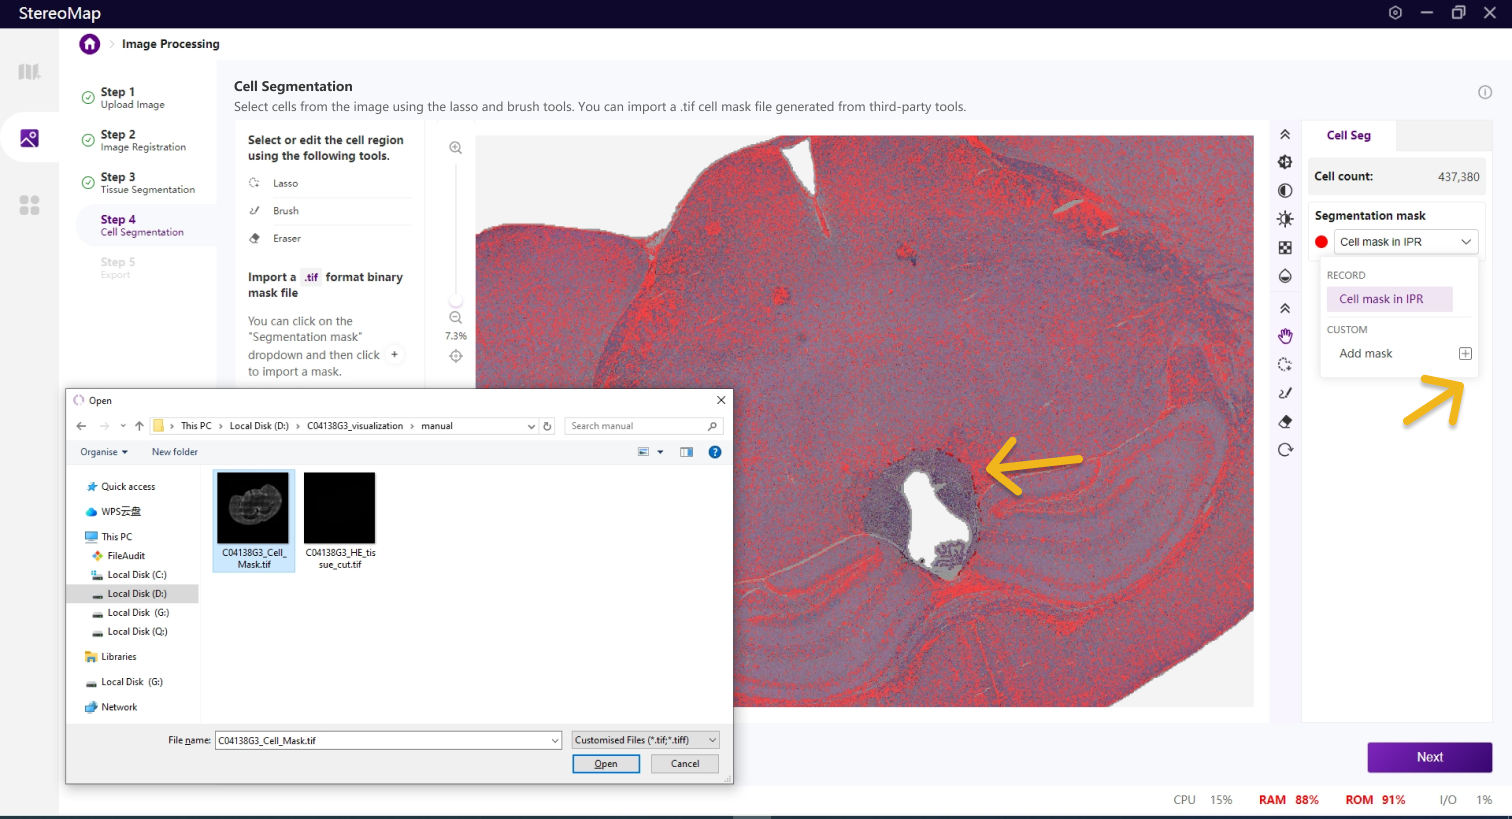 StereoMap
Image Processing
Step 1
Upload Image
Step 2
Image Registration
Step 3
Tissue Segmentation
Step 4
Cell Segmentation
Step 5
Export
Cell Segmentation
Select cells from the image using the lasso and brush tools. You can import a .tif cell mask file generated from third-party tools.
Select or edit the cell region
using the following tools.
Lasso
Brush
Eraser
Import a .tif format binary
mask file
You can click on the
"Segmentation mask"
dropdown and then click +
to import a mask.
7.3%
Cell Seg
Cell count: 437,380
Segmentation mask
Cell mask in IPR
RECORD
Cell mask in IPR
CUSTOM
Add mask
Open
This PC › Local Disk (D:) › C04138G3_visualization › manual
Search manual
Organise
New folder
Quick access
WPS云盘
This PC
FileAudit
Local Disk (C:)
Local Disk (D:)
Local Disk (G:)
Local Disk (Q:)
Libraries
Local Disk (G:)
Network
C04138G3_Cell_
Mask.tif
C04138G3_HE_tis
sue_cut.tif
File name: C04138G3_Cell_Mask.tif
Customised Files (*.tif;*.tiff)
Open
Cancel
Next
CPU 15% RAM 88% ROM 91% I/O 1%